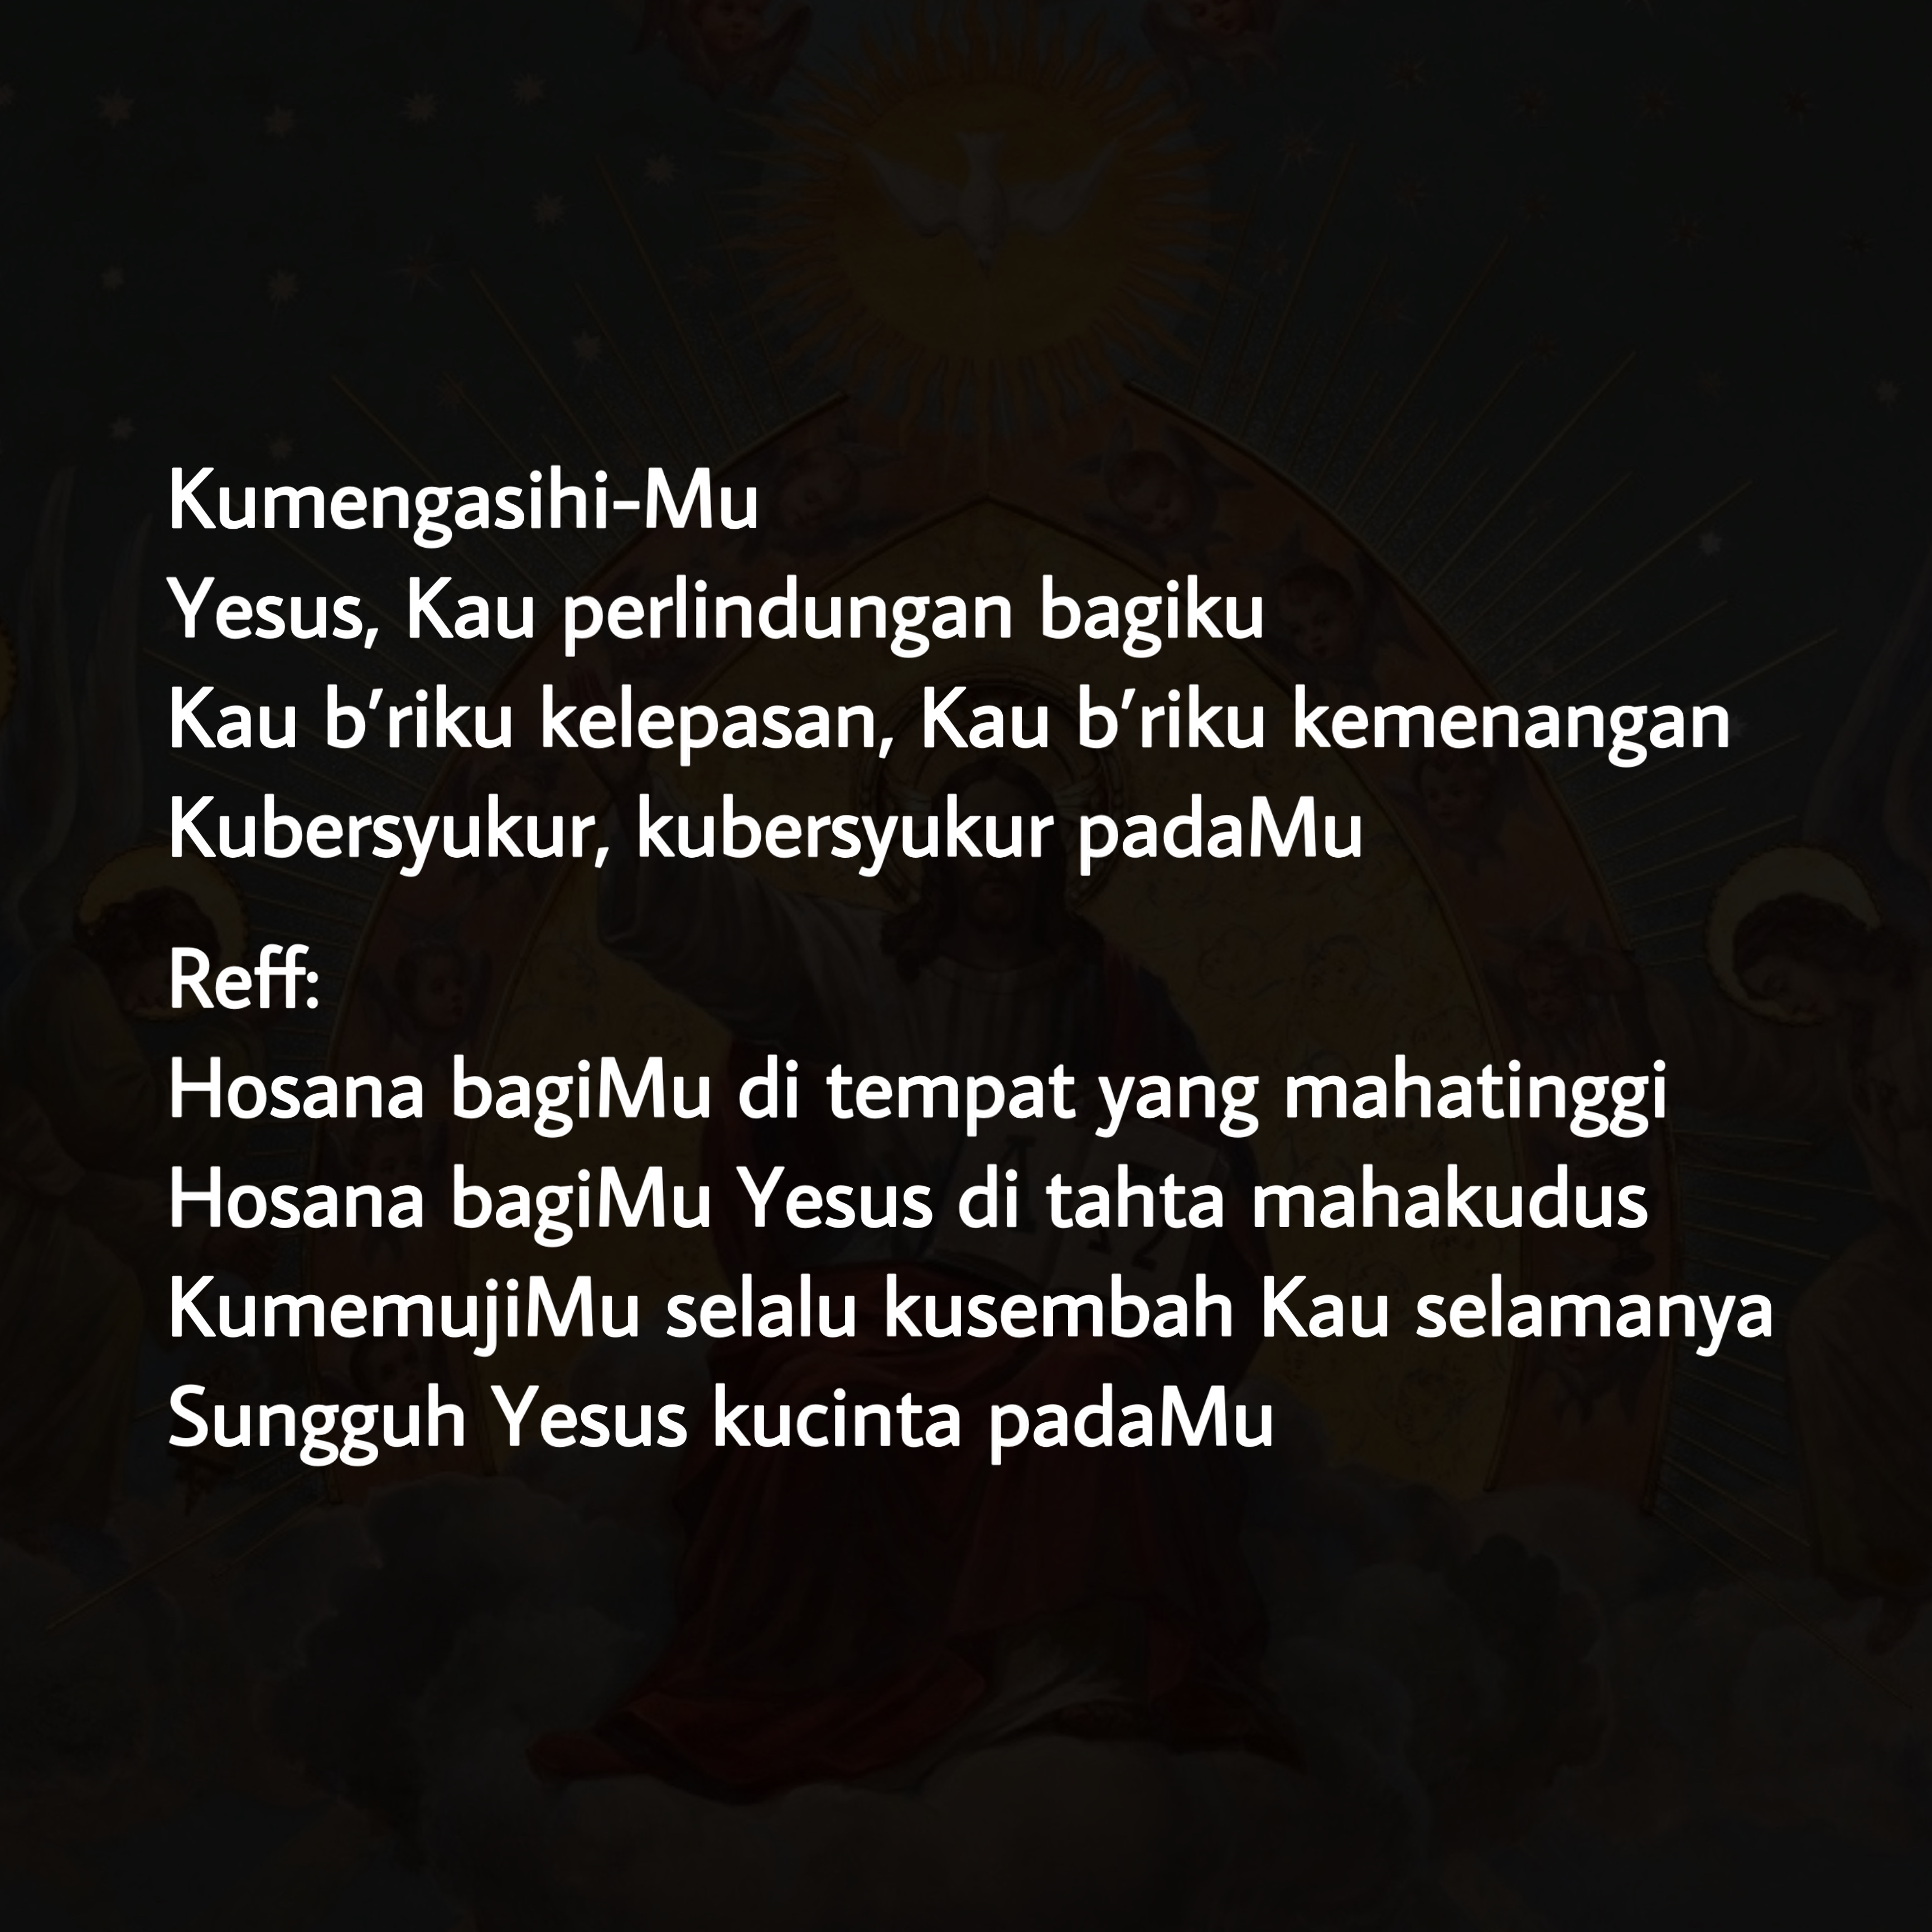 Kumengasihi-Mu
Yesus, Kau perlindungan bagiku
Kau b’riku kelepasan, Kau b’riku kemenangan
Kubersyukur, kubersyukur padaMu
Reff:
Hosana bagiMu di tempat yang mahatinggi
Hosana bagiMu Yesus di tahta mahakudus
KumemujiMu selalu kusembah Kau selamanya
Sungguh Yesus kucinta padaMu